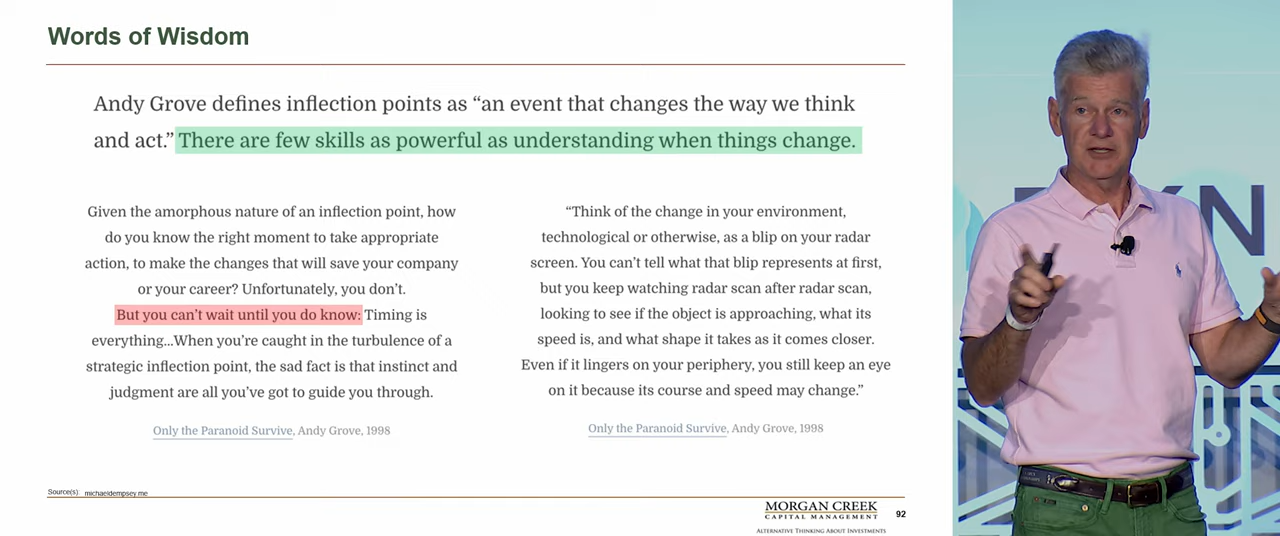 Words of Wisdom
Andy Grove defines inflection points as “an event that changes the way we think
and act.” There are few skills as powerful as understanding when things change.
Given the amorphous nature of an inflection point, how
do you know the right moment to take appropriate
action, to make the changes that will save your company
or your career? Unfortunately, you don’t.
But you can’t wait until you do know: Timing is
everything...When you’re caught in the turbulence of a
strategic inflection point, the sad fact is that instinct and
judgment are all you’ve got to guide you through.
Only the Paranoid Survive, Andy Grove, 1998
“Think of the change in your environment,
technological or otherwise, as a blip on your radar
screen. You can’t tell what that blip represents at first,
but you keep watching radar scan after radar scan,
looking to see if the object is approaching, what its
speed is, and what shape it takes as it comes closer.
Even if it lingers on your periphery, you still keep an eye
on it because its course and speed may change.”
Only the Paranoid Survive, Andy Grove, 1998
Source(s): michaeldempsey.me
MORGAN CREEK
CAPITAL MANAGEMENT
ALTERNATIVE THINKING ABOUT INVESTMENTS
92